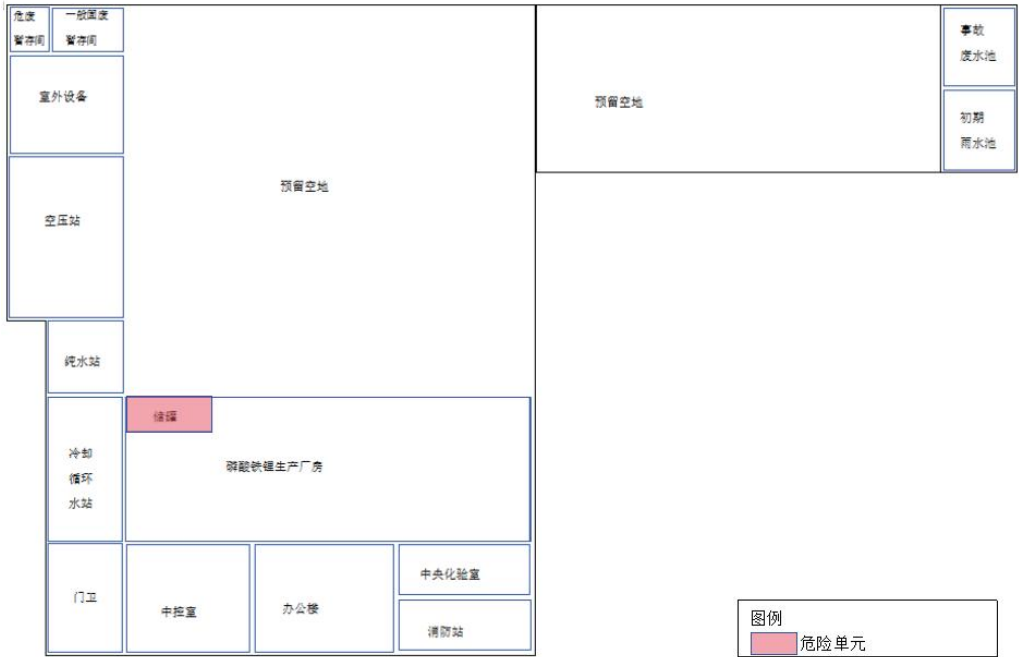 危废
暂存间
一般固废
暂存间
室外设备
空压站
预留空地
预留空地
事故
废水池
初期
雨水池
纯水站
储罐
冷却
循环
水站
磷酸铁锂生产厂房
门卫
中控室
办公楼
中央化验室
消防站
图例
危险单元